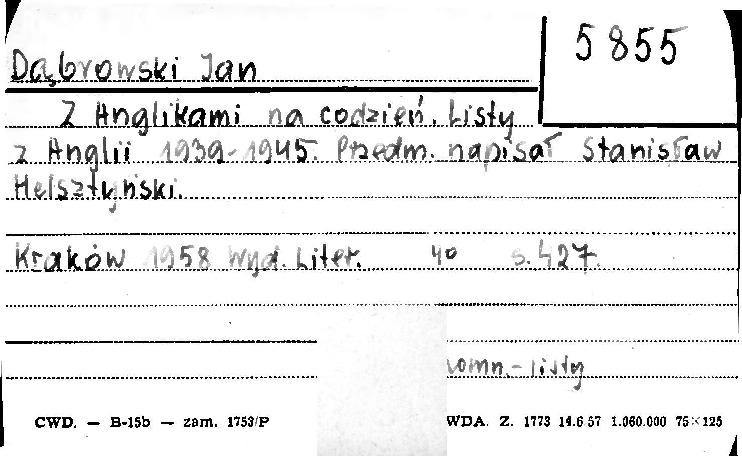 5855
Dąbrowski Jan
Z Anglikami na codzień. Listy
z Anglii 1939-1945. Przedm. napisał Stanisław
Helsztyński.
Kraków 1958 Wyd. Liter. 4° s. 427.
omn.-listy
CWD. — B-15b — zam. 1753/P
WDA. Z. 1773 14.6.57 1.060.000 75×125